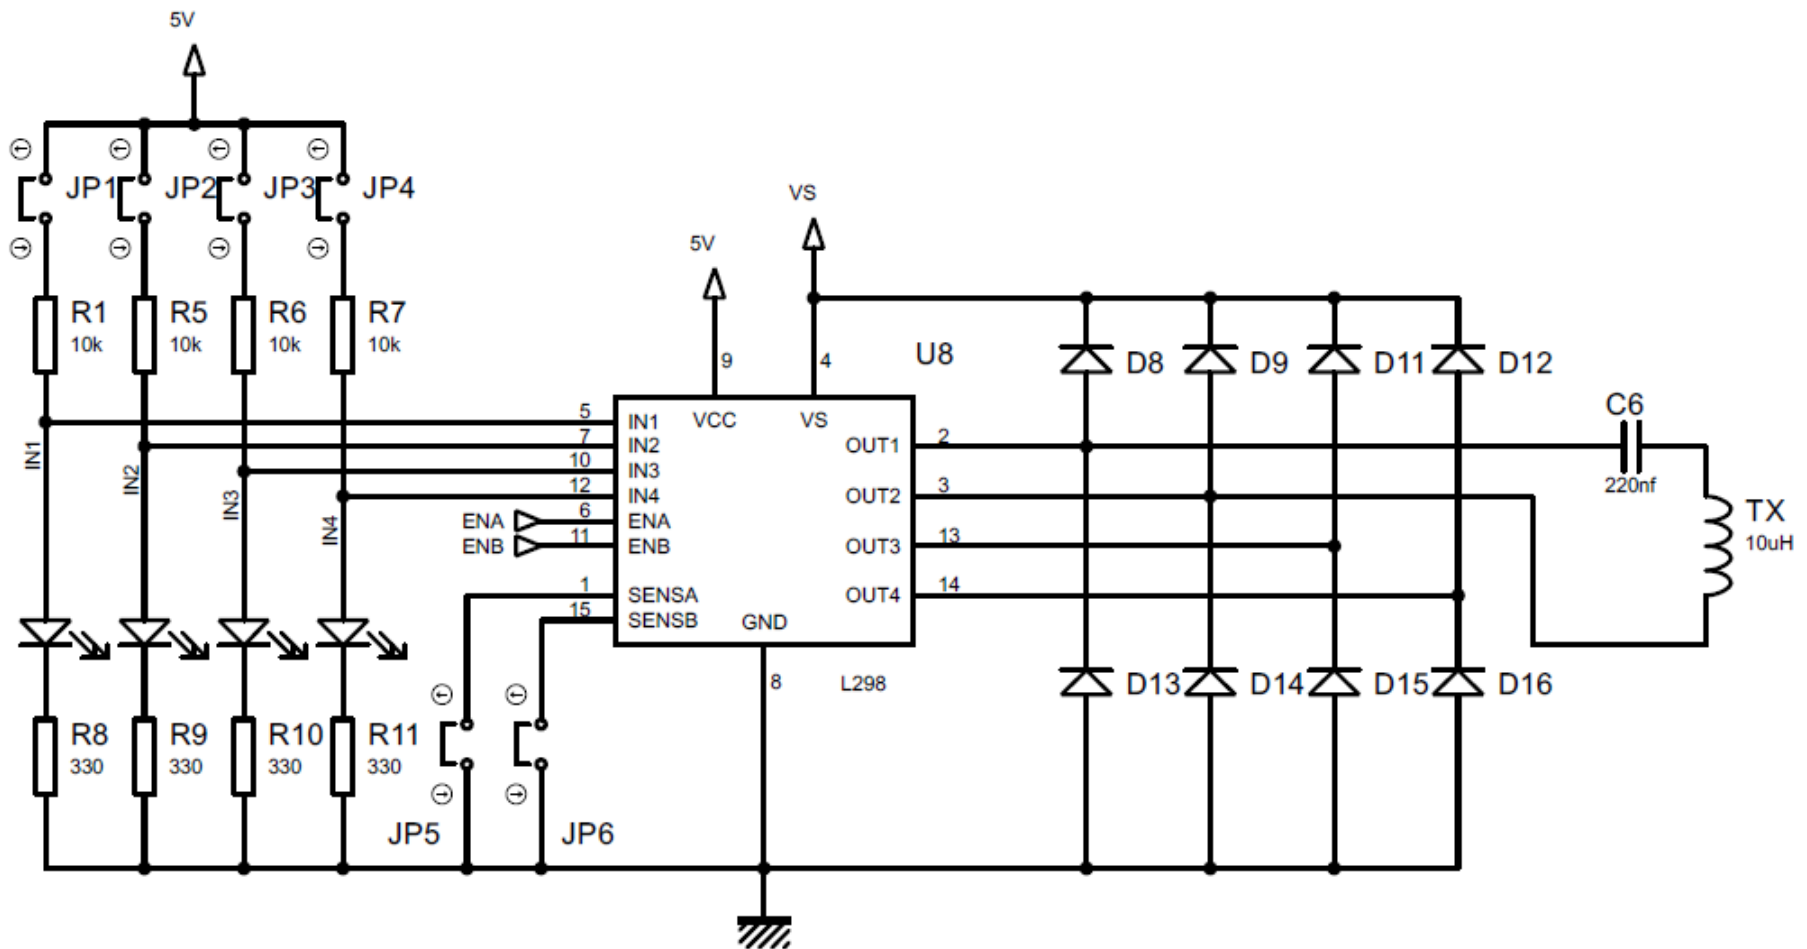 5V
JP1
JP2
JP3
JP4
VS
5V
R1
10k
R5
10k
R6
10k
R7
10k
9
4
U8
D8
D9
D11
D12
C6
220nf
5
IN1
VCC
VS
7
IN2
OUT1
2
10
IN3
12
IN4
OUT2
3
IN1
IN2
IN3
IN4
ENA
6
ENA
ENB
11
ENB
OUT3
13
TX
10uH
1
SENSA
OUT4
14
15
SENSB
GND
8
L298
D13
D14
D15
D16
R8
330
R9
330
R10
330
R11
330
JP5
JP6